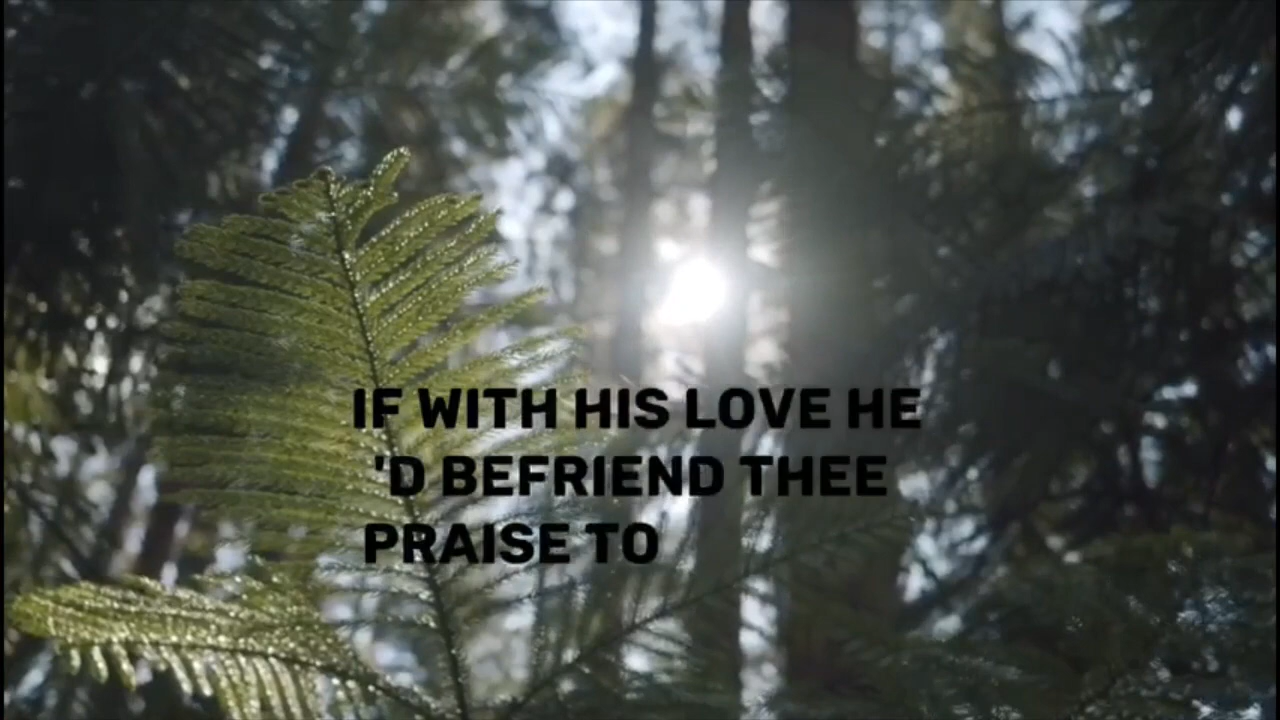 IF WITH HIS LOVE HE
'D BEFRIEND THEE
PRAISE TO